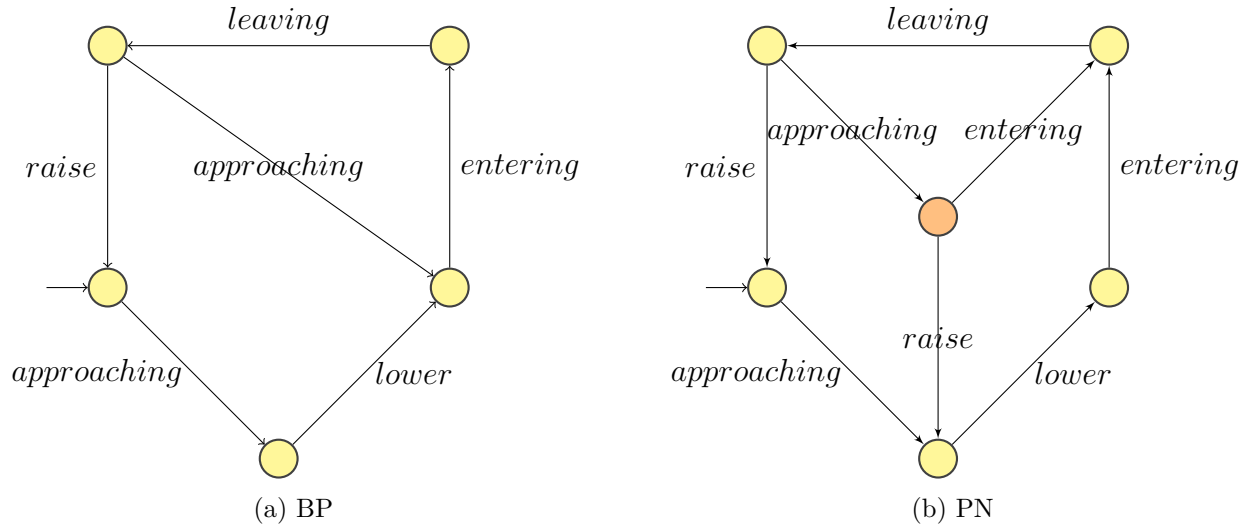 leaving
raise
approaching
entering
approaching
lower
(a) BP
leaving
approaching
entering
raise
entering
raise
approaching
lower
(b) PN